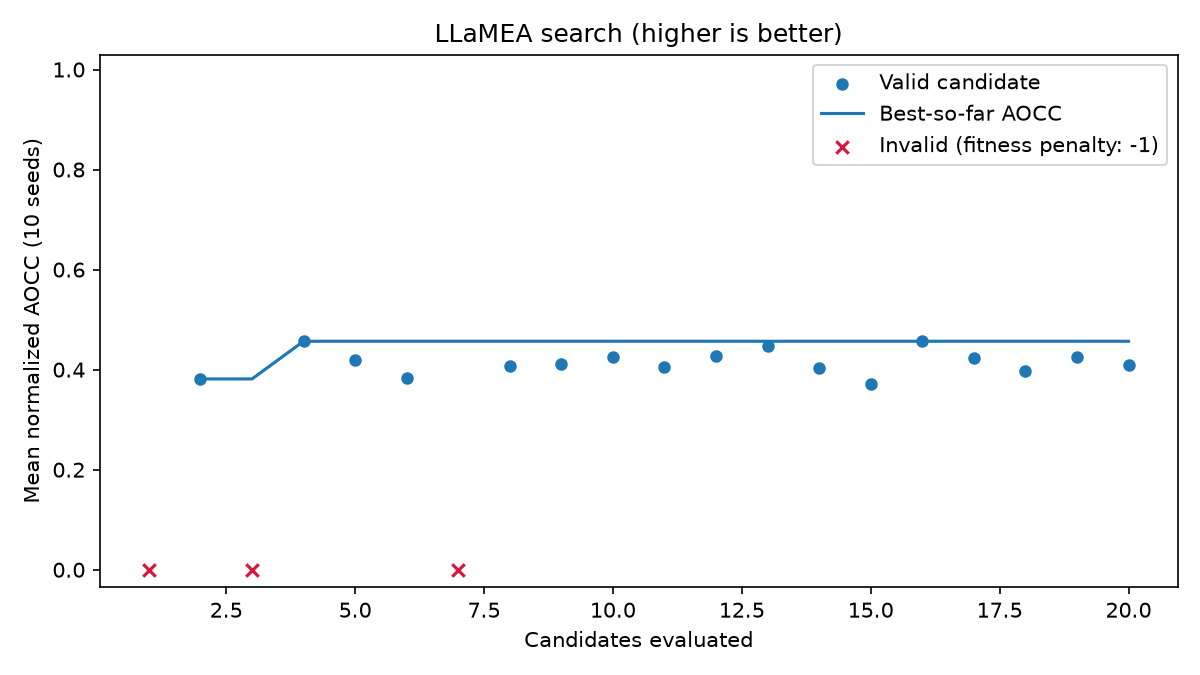 LLaMEA search (higher is better)
Valid candidate
Best-so-far AOCC
Invalid (fitness penalty: -1)
Mean normalized AOCC (10 seeds)
1.0
0.8
0.6
0.4
0.2
0.0
2.5 5.0 7.5 10.0 12.5 15.0 17.5 20.0
Candidates evaluated